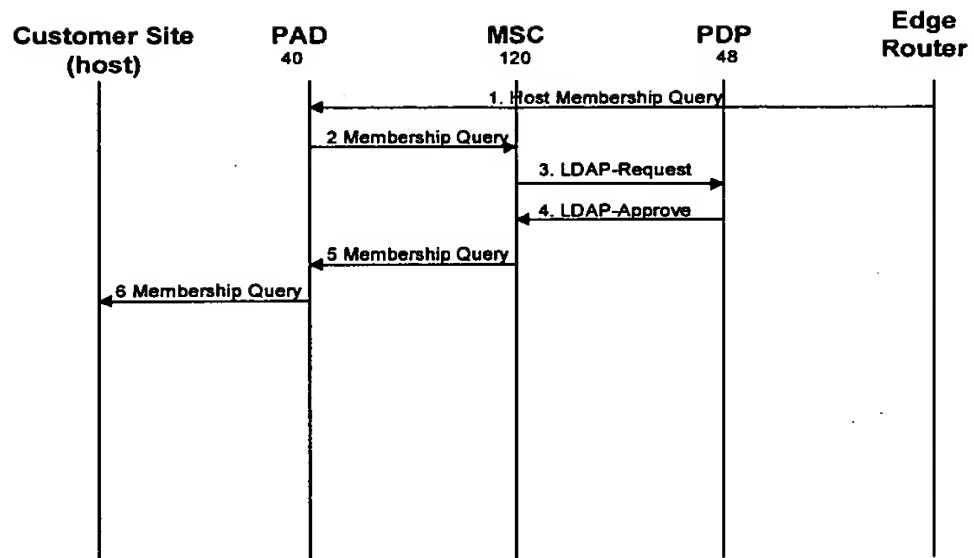 Customer Site
(host)
PAD
40
MSC
120
PDP
48
Edge
Router
1. Host Membership Query
2 Membership Query
3. LDAP-Request
4. LDAP-Approve
5 Membership Query
6 Membership Query